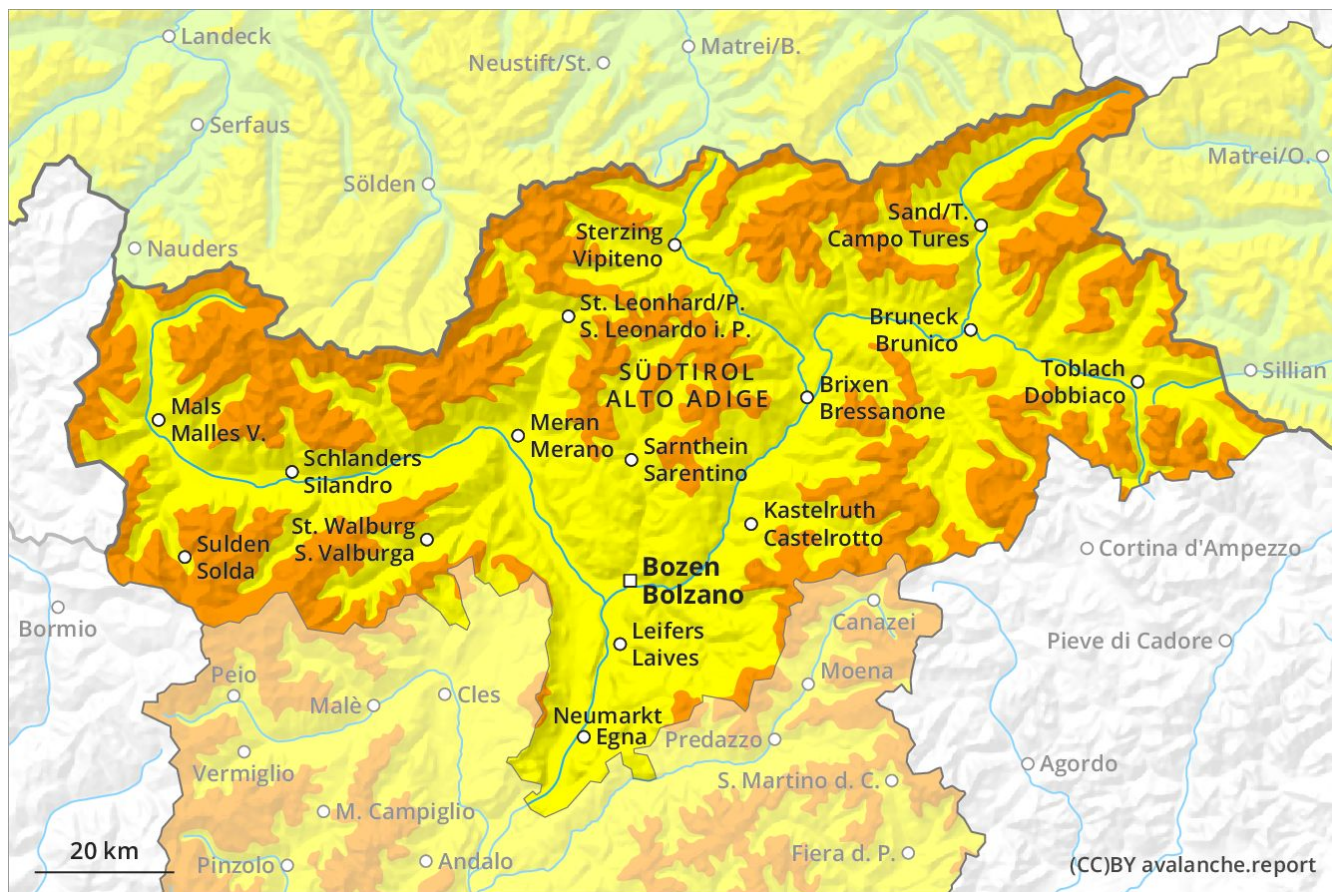 Landeck
Neustift/St.
Matrei/B.
Serfaus
Matrei/O.
Sölden
Sand/T.
Campo Tures
Sterzing
Vipiteno
Nauders
St. Leonhard/P.
S. Leonardo i. P.
Bruneck
Brunico
SÜDTIROL
ALTO ADIGE
Toblach
Dobbiaco
Sillian
Brixen
Bressanone
Mals
Malles V.
Meran
Merano
Sarnthein
Sarentino
Schlanders
Silandro
St. Walburg
S. Valburga
Kastelruth
Castelrotto
Sulden
Solda
Cortina d'Ampezzo
Bozen
Bolzano
Bormio
Canazei
Leifers
Laives
Pieve di Cadore
Peio
Moena
Malè
Cles
Neumarkt
Egna
Predazzo
Vermiglio
Agordo
S. Martino d. C.
M. Campiglio
20 km
Pinzolo
Andalo
Fiera d. P.
(CC)BY avalanche.report